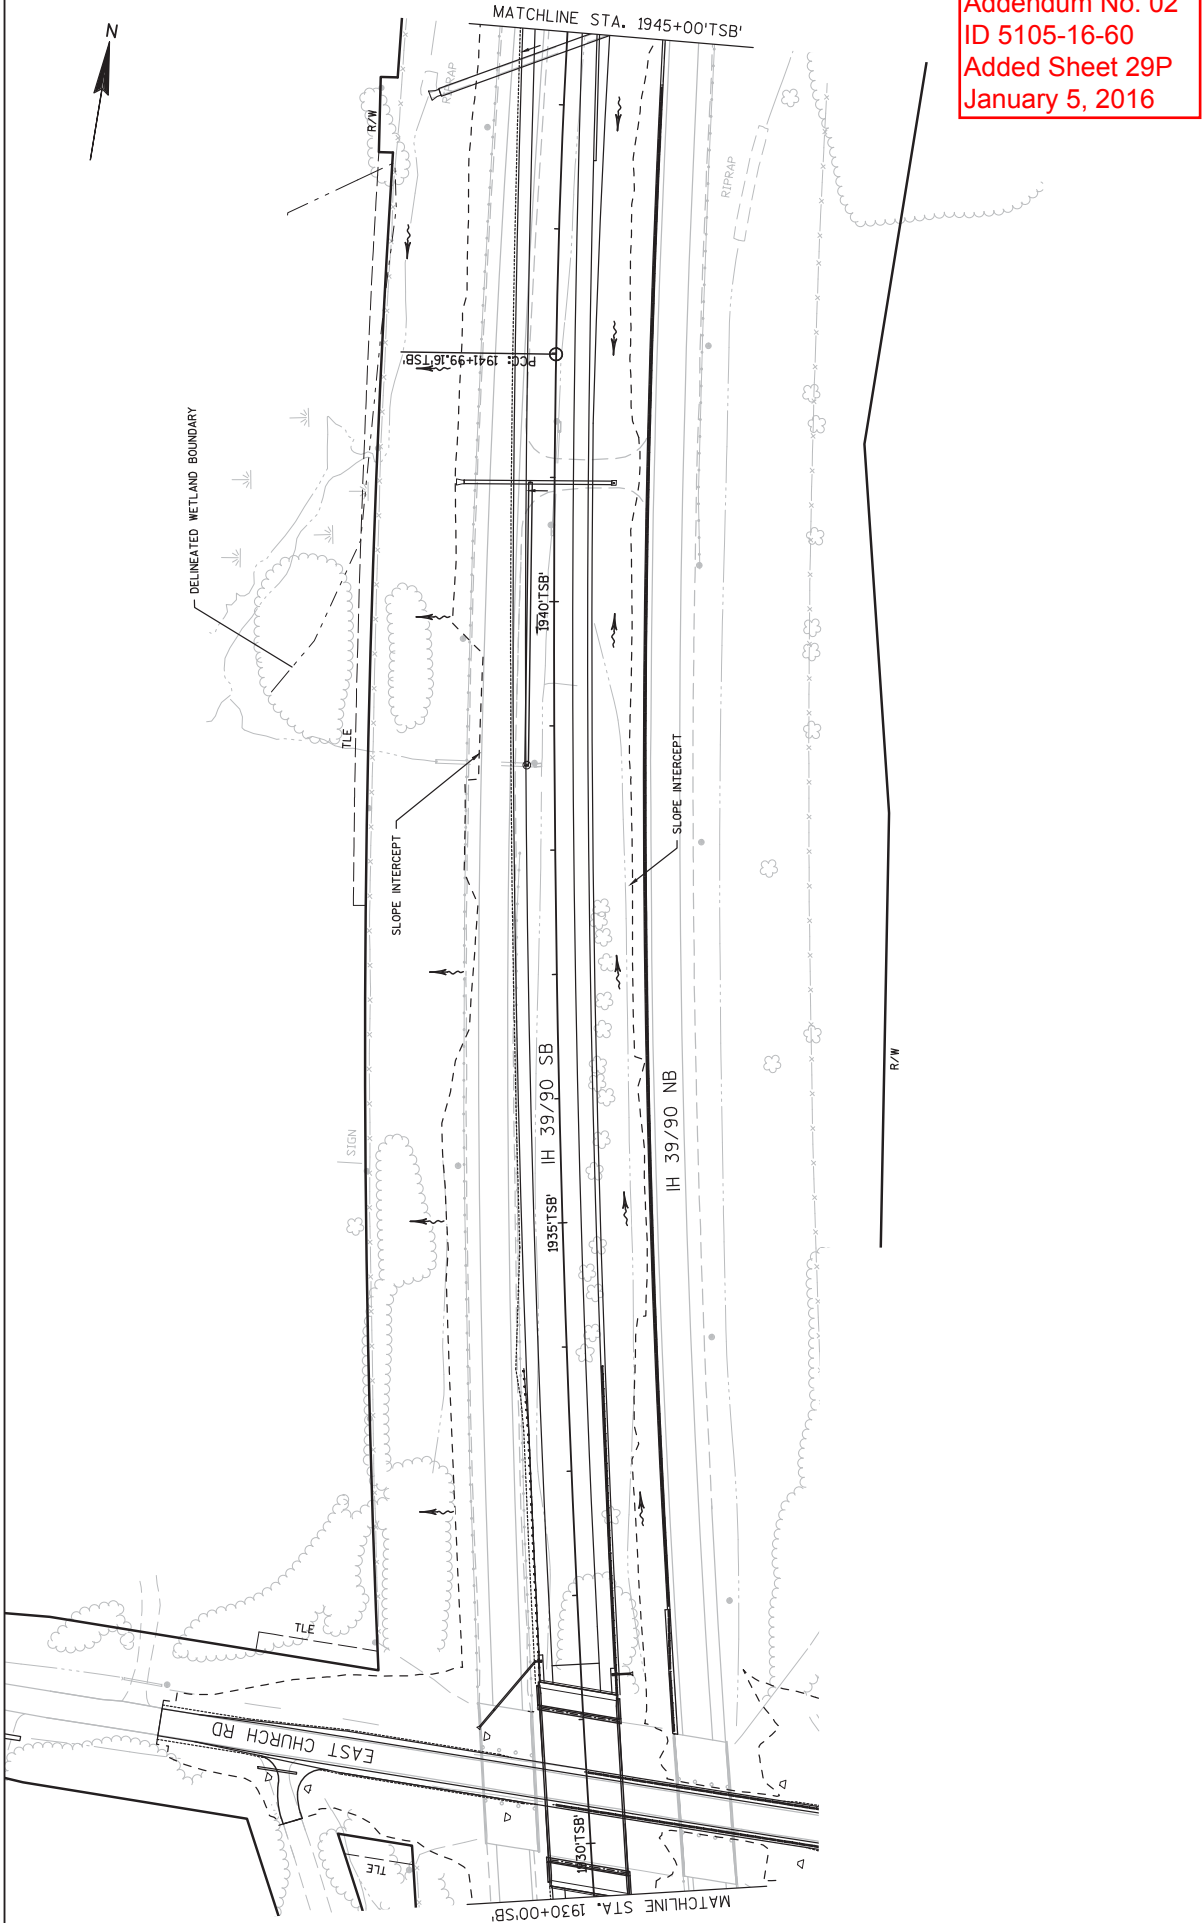 Addendum No. 02
ID 5105-16-60
Added Sheet 29P
January 5, 2016
MATCHLINE STA. 1945+00'TSB'
N
RIPRAP
R/W
RIPRAP
PCC: 1941+99.16'TSB'
DELINEATED WETLAND BOUNDARY
1940'TSB'
TLE
SLOPE INTERCEPT
SLOPE INTERCEPT
IH 39/90 SB
IH 39/90 NB
R/W
SIGN
1935'TSB'
TLE
EAST CHURCH RD
1930'TSB'
TLE
MATCHLINE STA. 1930+00'SB'